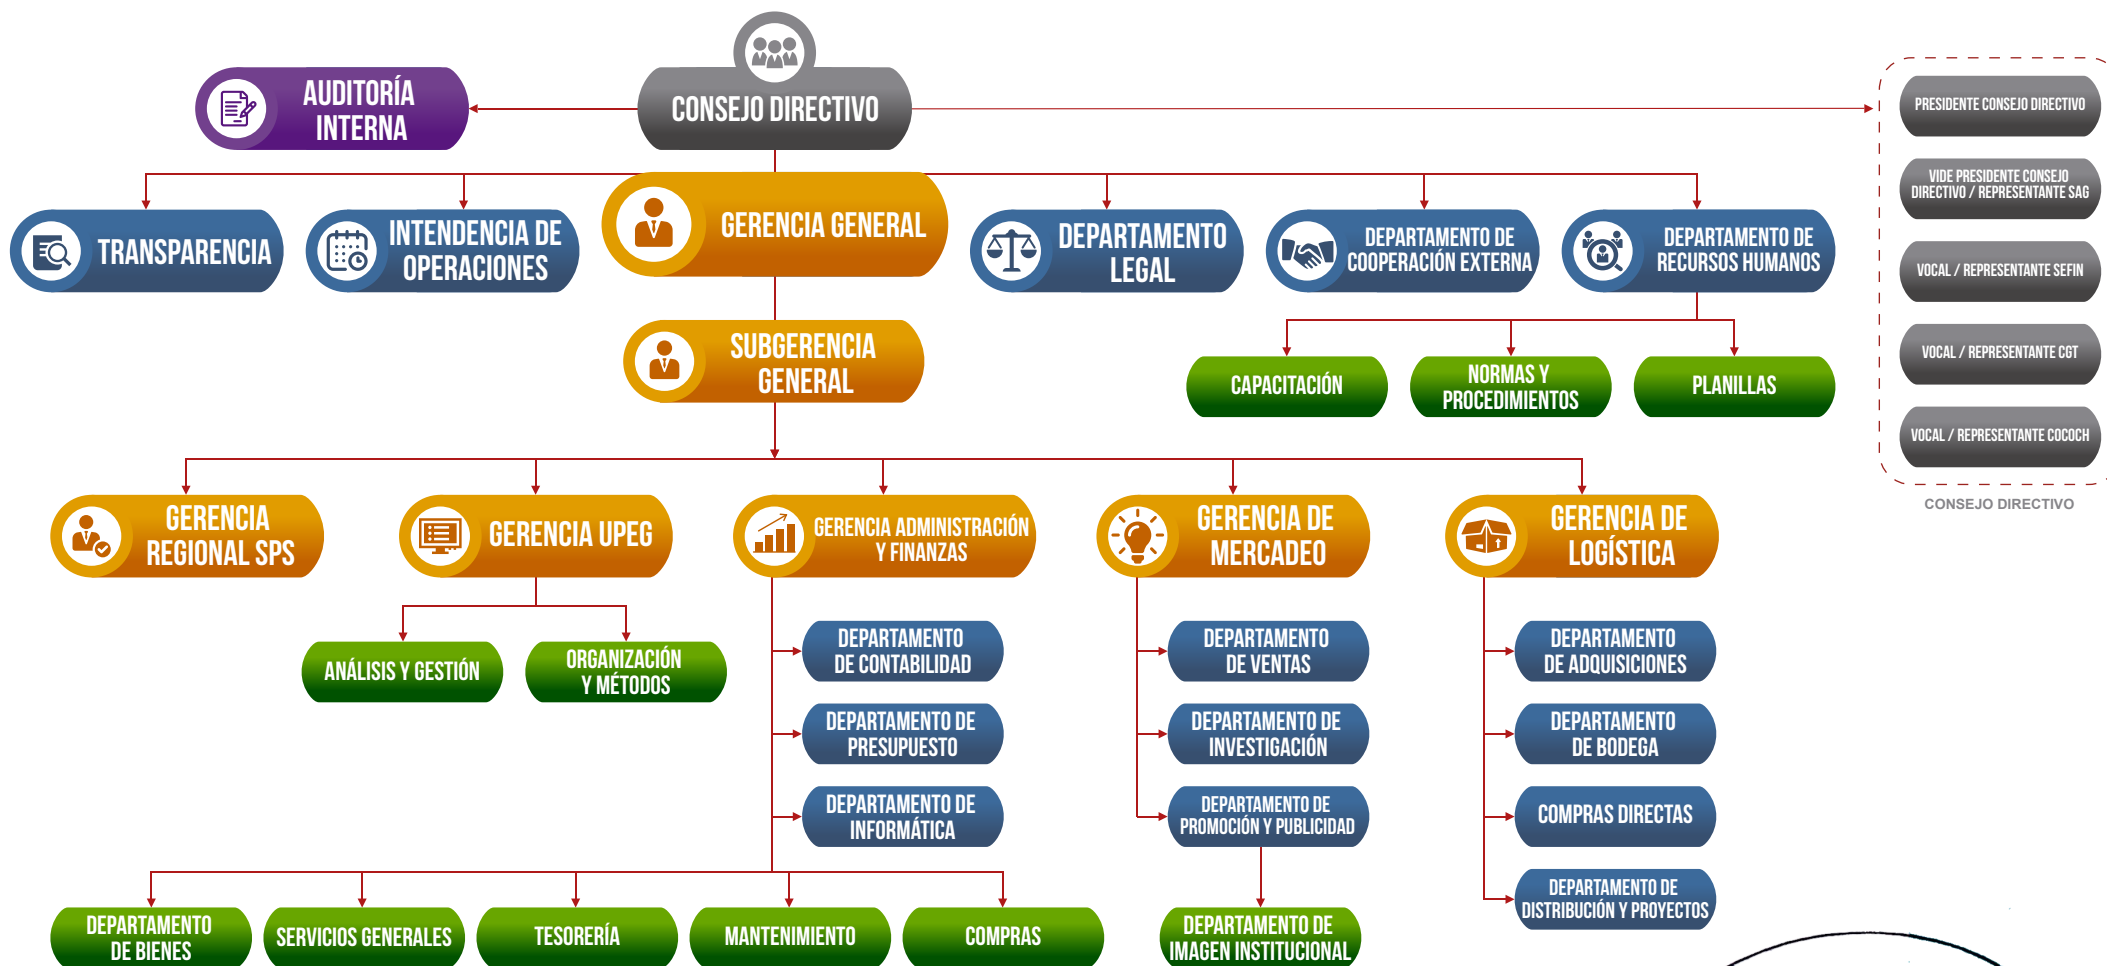 AUDITORÍA
INTERNA
CONSEJO DIRECTIVO
PRESIDENTE CONSEJO DIRECTIVO
VIDE PRESIDENTE CONSEJO
DIRECTIVO / REPRESENTANTE SAG
VOCAL / REPRESENTANTE SEFIN
VOCAL / REPRESENTANTE CGT
VOCAL / REPRESENTANTE COCOCH
CONSEJO DIRECTIVO
TRANSPARENCIA
INTENDENCIA DE
OPERACIONES
GERENCIA GENERAL
DEPARTAMENTO
LEGAL
DEPARTAMENTO DE
COOPERACIÓN EXTERNA
DEPARTAMENTO DE
RECURSOS HUMANOS
SUBGERENCIA
GENERAL
CAPACITACIÓN
NORMAS Y
PROCEDIMIENTOS
PLANILLAS
GERENCIA
REGIONAL SPS
GERENCIA UPEG
GERENCIA ADMINISTRACIÓN
Y FINANZAS
GERENCIA DE
MERCADEO
GERENCIA DE
LOGÍSTICA
ANÁLISIS Y GESTIÓN
ORGANIZACIÓN
Y MÉTODOS
DEPARTAMENTO
DE CONTABILIDAD
DEPARTAMENTO DE
PRESUPUESTO
DEPARTAMENTO DE
INFORMÁTICA
DEPARTAMENTO
DE VENTAS
DEPARTAMENTO DE
INVESTIGACIÓN
DEPARTAMENTO DE
PROMOCIÓN Y PUBLICIDAD
DEPARTAMENTO
DE ADQUISICIONES
DEPARTAMENTO
DE BODEGA
COMPRAS DIRECTAS
DEPARTAMENTO DE
DISTRIBUCIÓN Y PROYECTOS
DEPARTAMENTO
DE BIENES
SERVICIOS GENERALES
TESORERÍA
MANTENIMIENTO
COMPRAS
DEPARTAMENTO DE
IMAGEN INSTITUCIONAL